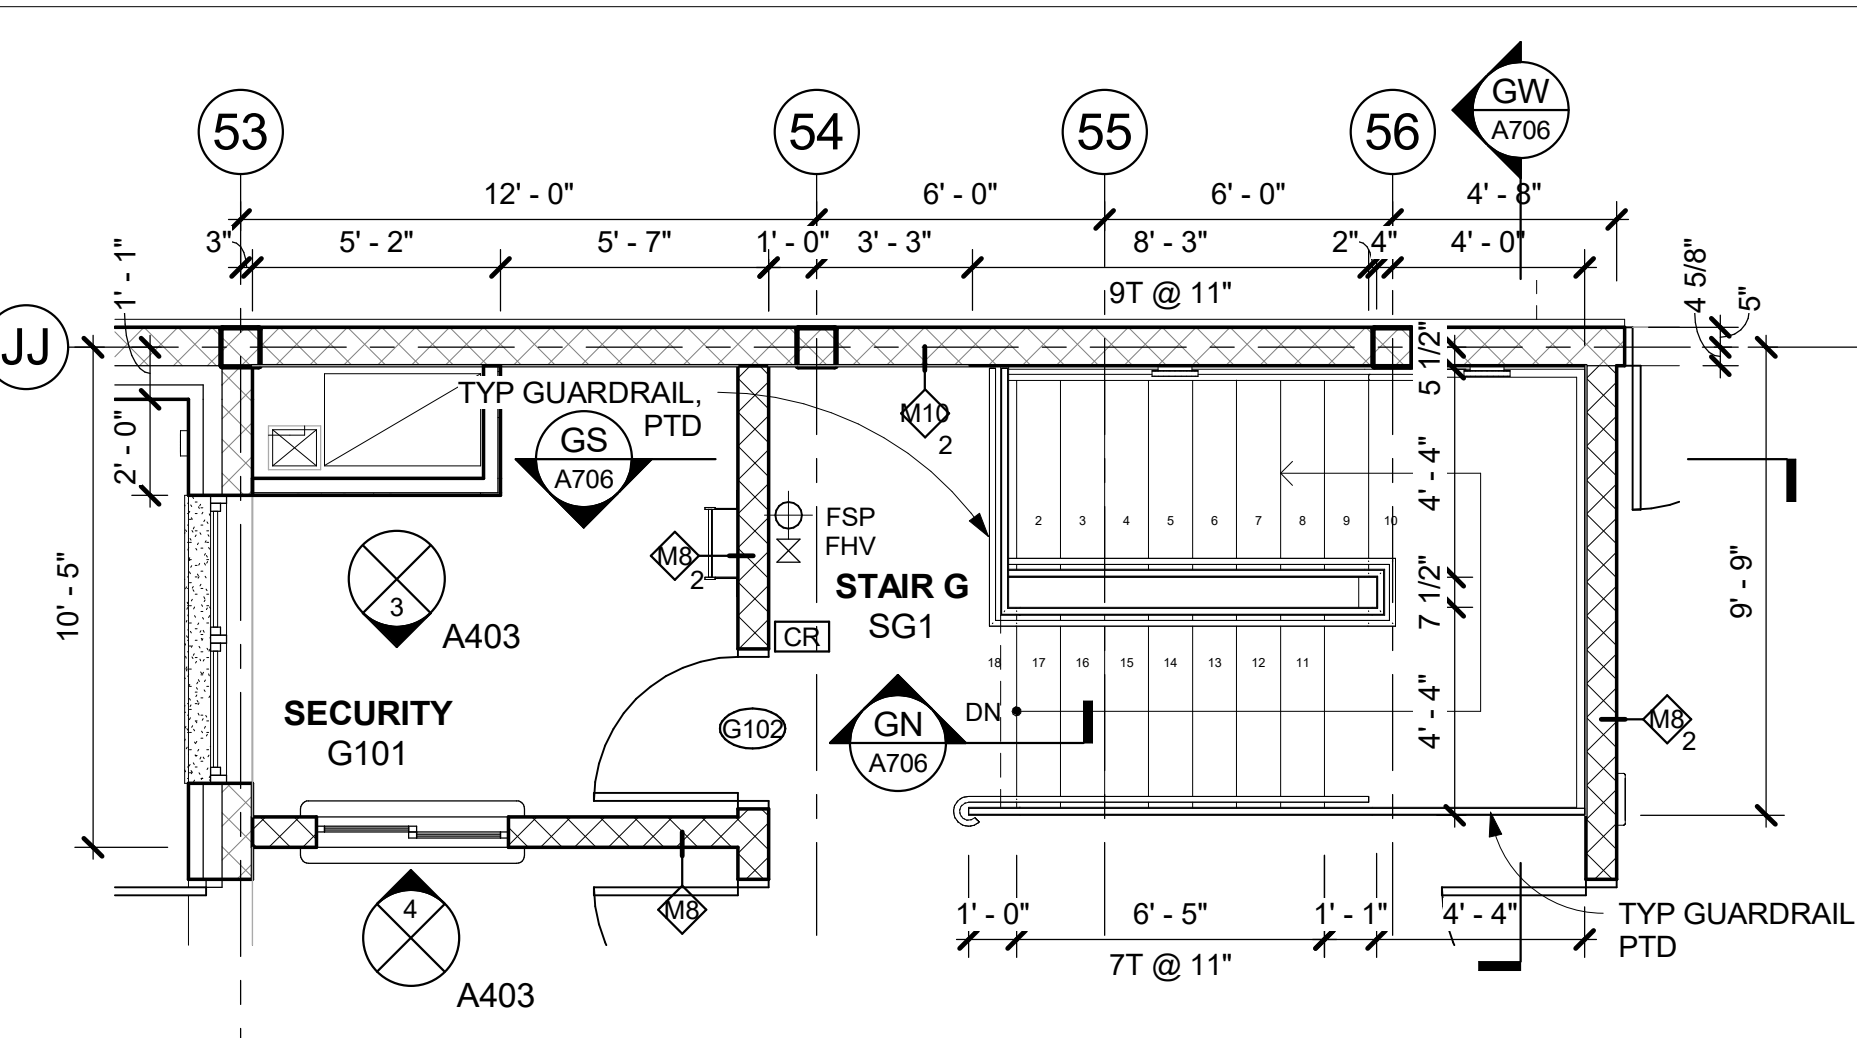 53
54
55
56
GW
A706
12' - 0"
6' - 0"
6' - 0"
4' - 8"
3"
5' - 2"
5' - 7"
1' - 0"
3' - 3"
8' - 3"
2"
4"
4' - 0"
9T @ 11"
1' - 1"
4 5/8"
5"
JJ
TYP GUARDRAIL,
PTD
GS
A706
M10
2
5 1/2"
2' - 0"
4' - 4"
FSP
FHV
2 3 4 5 6 7 8 9 10
M8
2
3
A403
10' - 5"
STAIR G
SG1
CR
7 1/2"
9' - 9"
18 17 16 15 14 13 12 11
SECURITY
G101
G102
DN
GN
A706
4' - 4"
M8
2
4
A403
M8
1' - 0"
6' - 5"
1' - 1"
4' - 4"
7T @ 11"
TYP GUARDRAIL
PTD